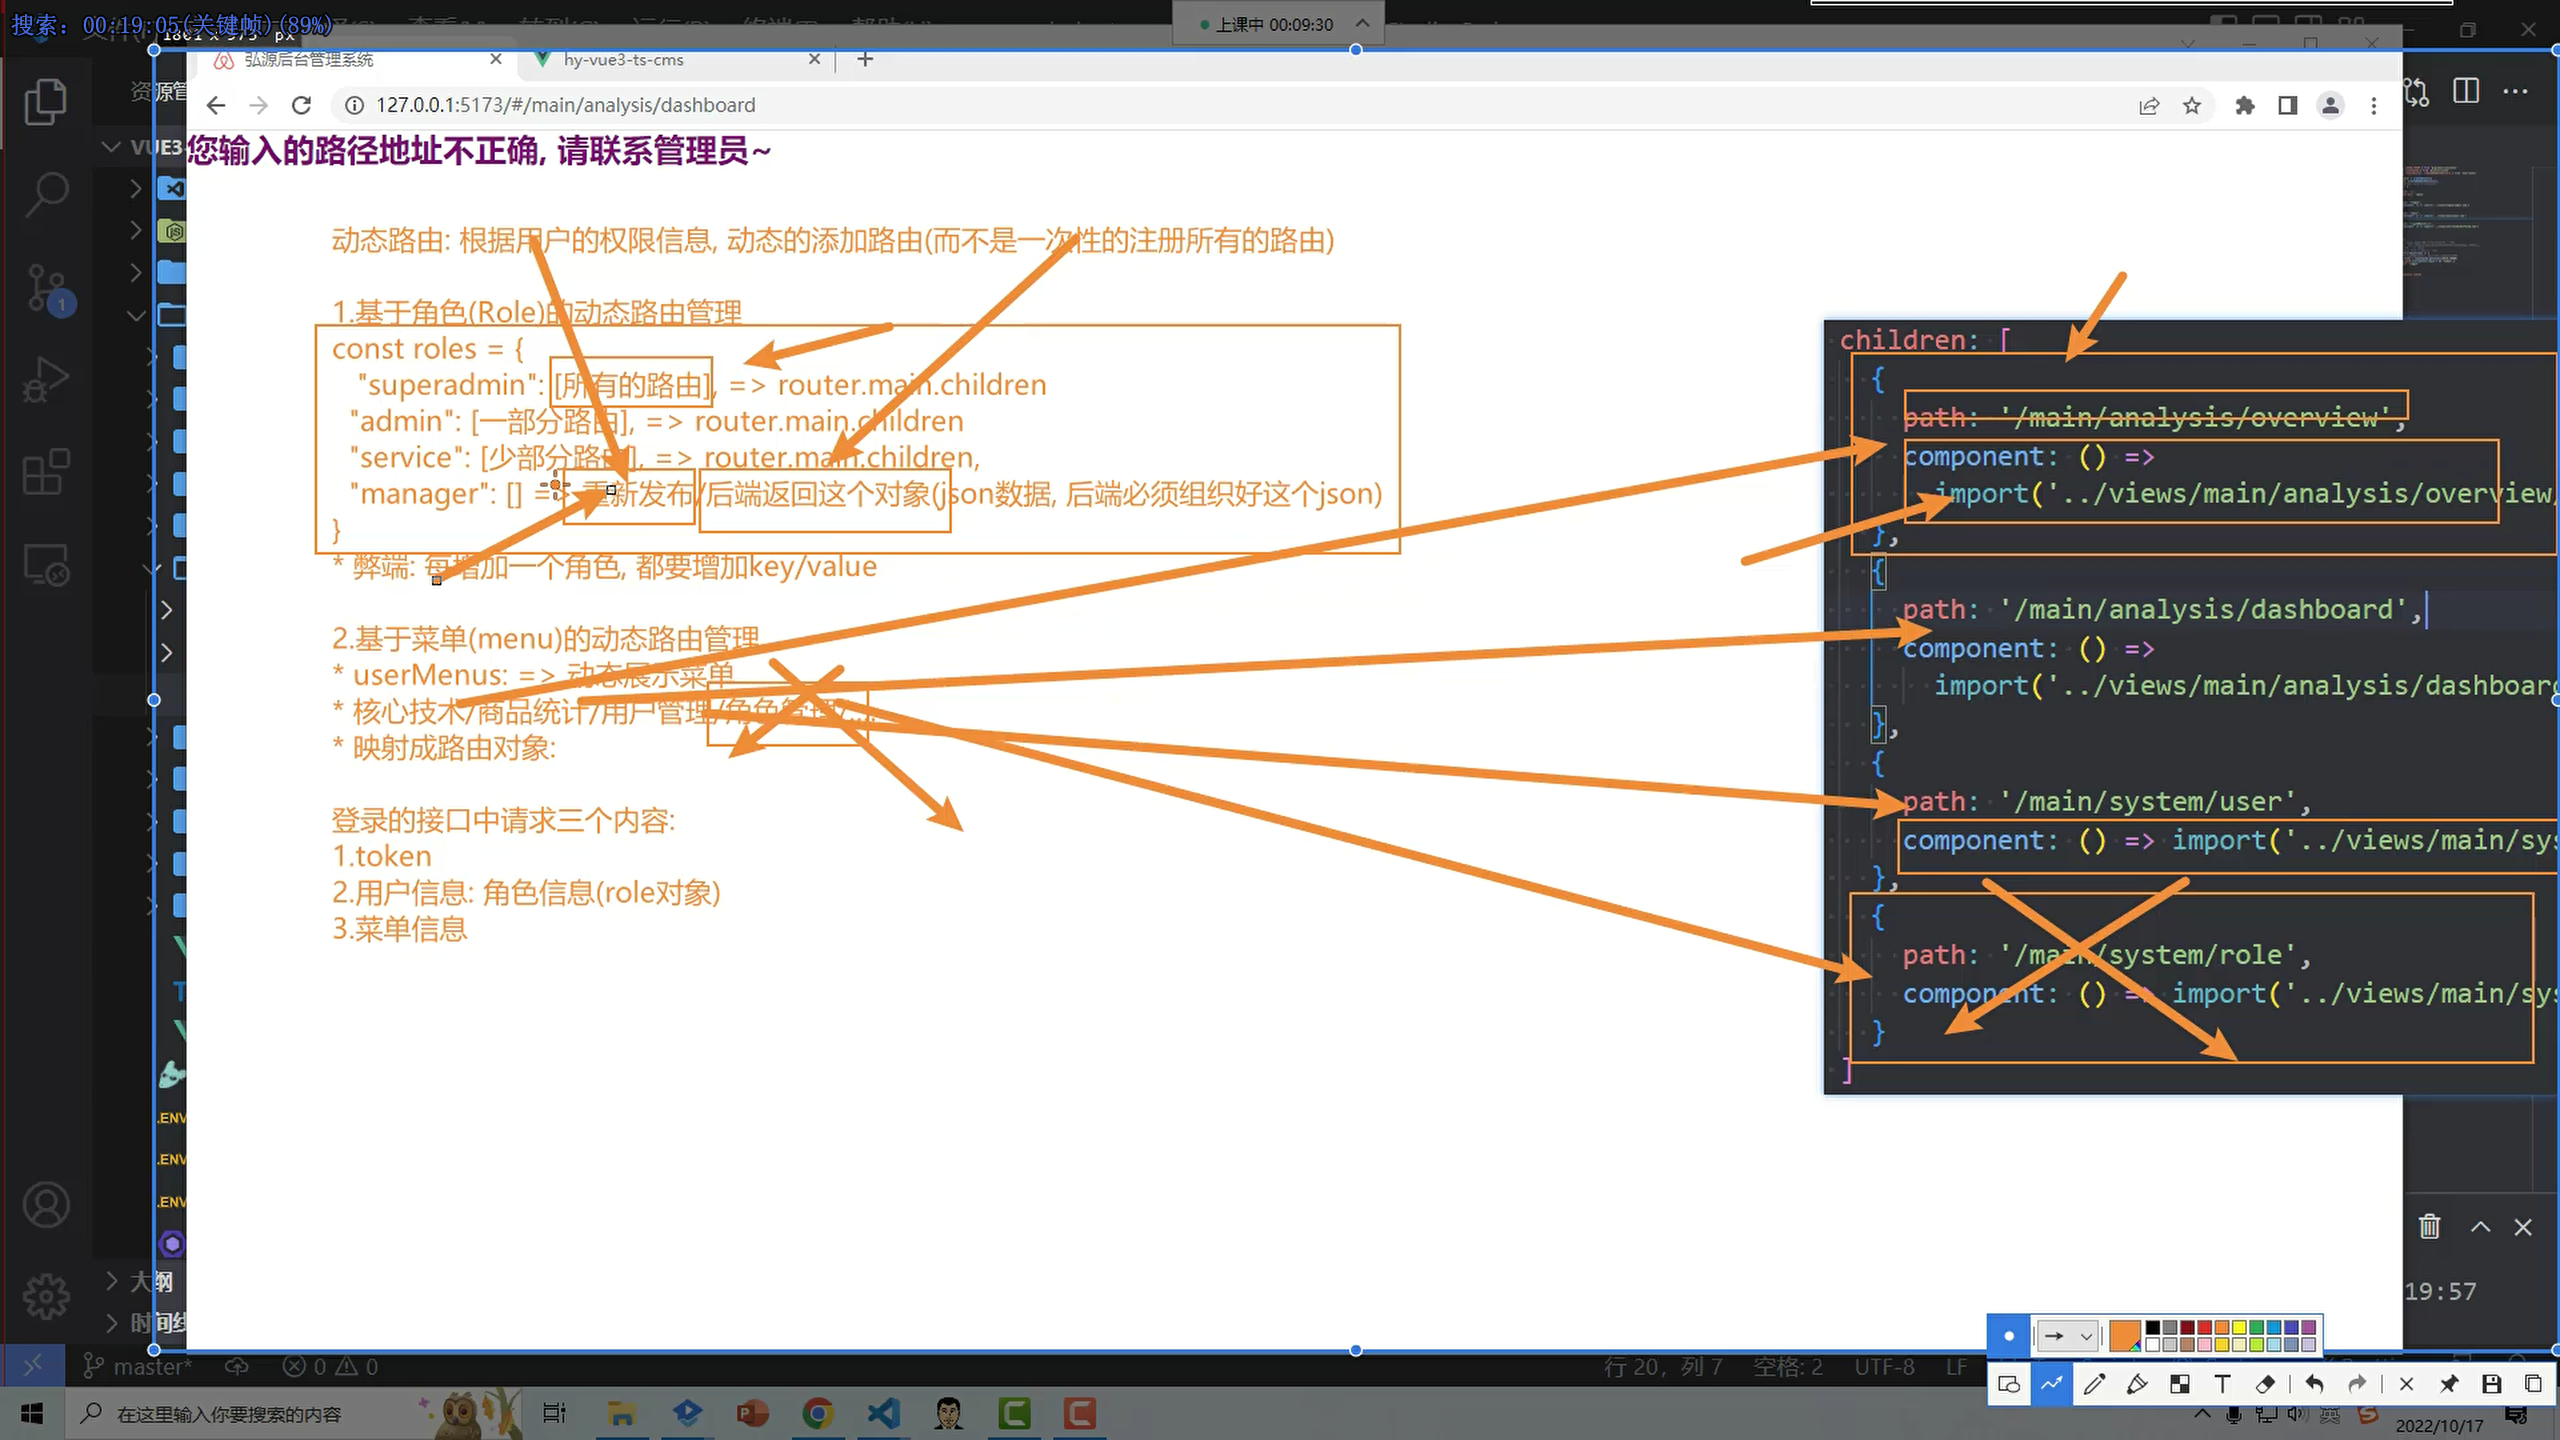 搜索: 00:19:05(关键帧)(89%)
上课中 00:09:30
弘源后台管理系统
hy-vue3-ts-cms
127.0.0.1:5173/#/main/analysis/dashboard
资源管
VUE3-
您输入的路径地址不正确, 请联系管理员~
动态路由: 根据用户的权限信息, 动态的添加路由(而不是一次性的注册所有的路由)
1.基于角色(Role)的动态路由管理
const roles = {
"superadmin": [所有的路由], => router.main.children
"admin": [一部分路由], => router.main.children
"service": [少部分路由], => router.main.children,
"manager": [] => 重新发布/后端返回这个对象(json数据, 后端必须组织好这个json)
}
* 弊端: 每增加一个角色, 都要增加key/value
2.基于菜单(menu)的动态路由管理
* userMenus: => 动态展示菜单
* 核心技术/商品统计/用户管理/角色管理/...
* 映射成路由对象:
登录的接口中请求三个内容:
1.token
2.用户信息: 角色信息(role对象)
3.菜单信息
children: [
{
path: '/main/analysis/overview',
component: () =>
import('../views/main/analysis/overview/
},
{
path: '/main/analysis/dashboard',
component: () =>
import('../views/main/analysis/dashboard
},
{
path: '/main/system/user',
component: () => import('../views/main/sys
},
{
path: '/main/system/role',
component: () => import('../views/main/sys
}
]
1
.ENV
.ENV
.ENV
大纲
时间线
19:57
master*
0
0
行 20，列 7
空格: 2
UTF-8
LF
在这里输入你要搜索的内容
英
2022/10/17